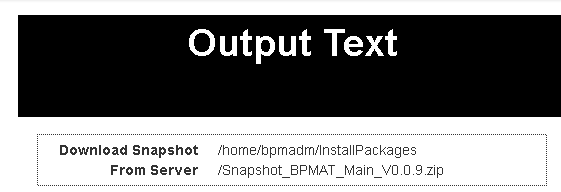 Output Text
Download Snapshot /home/bpmadm/InstallPackages
From Server /Snapshot_BPMAT_Main_V0.0.9.zip